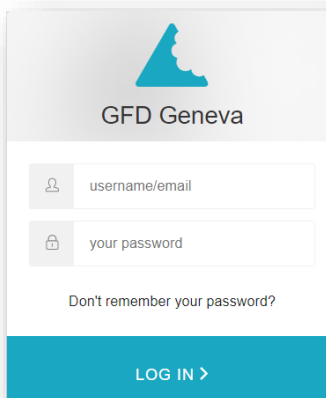 GFD Geneva
username/email
your password
Don't remember your password?
LOG IN >